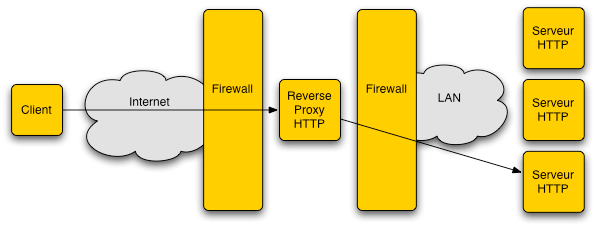 Client
Internet
Firewall
Reverse
Proxy
HTTP
Firewall
LAN
Serveur
HTTP
Serveur
HTTP
Serveur
HTTP